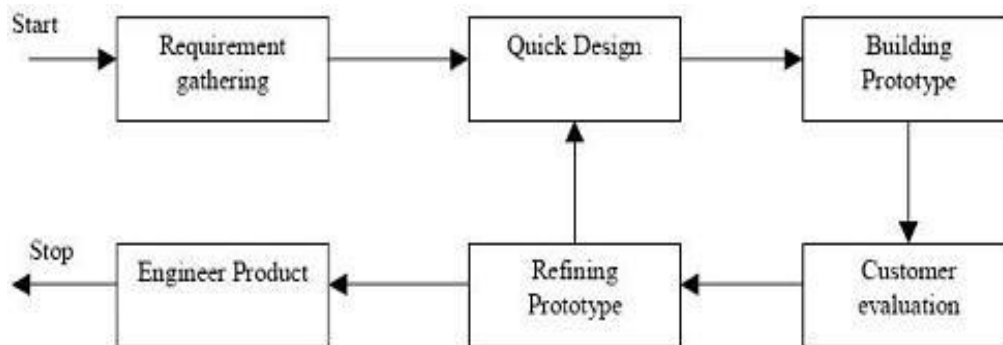 Start
Requirement
gathering
Quick Design
Building
Prototype
Stop
Engineer Product
Refining
Prototype
Customer
evaluation